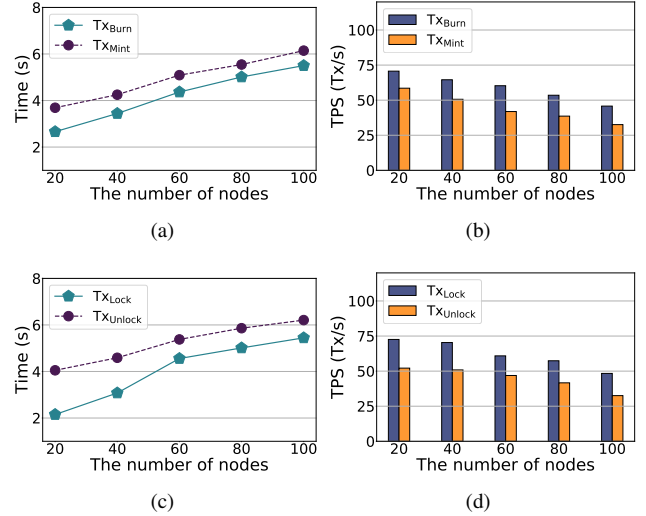 8
6
4
2
Time (s)
Tx_Burn
Tx_Mint
20 40 60 80 100
The number of nodes
(a)
100
75
50
25
0
TPS (Tx/s)
Tx_Burn
Tx_Mint
20 40 60 80 100
The number of nodes
(b)
8
6
4
2
Time (s)
Tx_Lock
Tx_Unlock
20 40 60 80 100
The number of nodes
(c)
100
75
50
25
0
TPS (Tx/s)
Tx_Lock
Tx_Unlock
20 40 60 80 100
The number of nodes
(d)